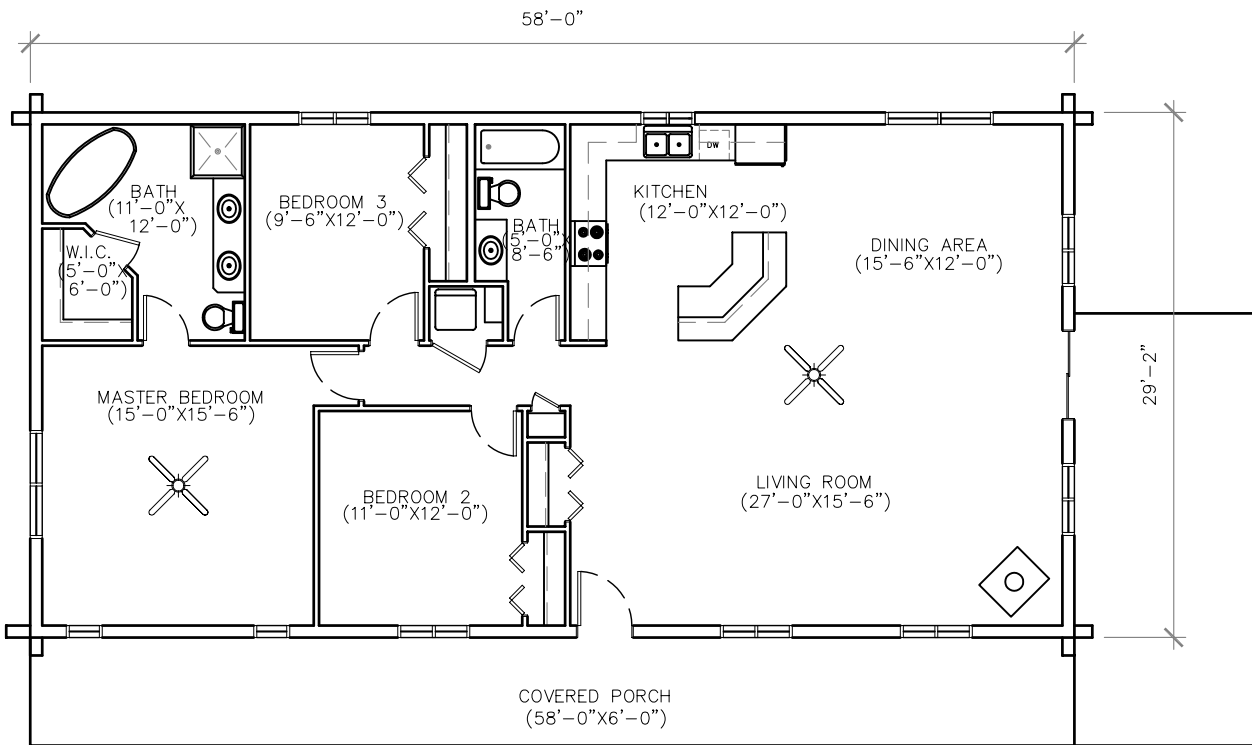 58'-0"
BATH
(11'-0"X
12'-0")
BEDROOM 3
(9'-6"X12'-0")
BATH
(5'-0"X
8'-6")
KITCHEN
(12'-0"X12'-0")
DW
DINING AREA
(15'-6"X12'-0")
W.I.C.
(5'-0"X
6'-0")
29'-2"
MASTER BEDROOM
(15'-0"X15'-6")
BEDROOM 2
(11'-0"X12'-0")
LIVING ROOM
(27'-0"X15'-6")
COVERED PORCH
(58'-0"X6'-0")